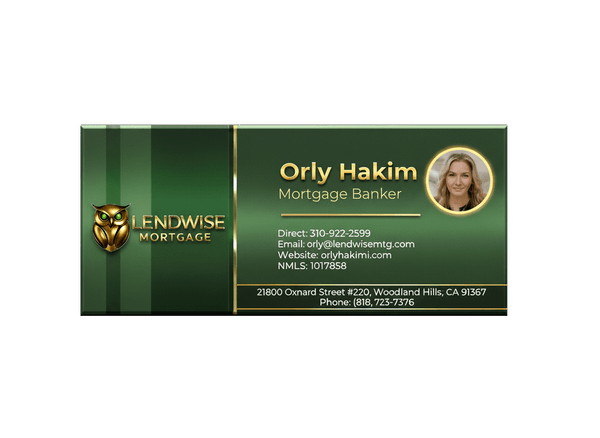 LENDWISE
MORTGAGE
Orly Hakim
Mortgage Banker
Direct: 310-922-2599
Email: orly@lendwisemtg.com
Website: orlyhakimi.com
NMLS: 1017858
21800 Oxnard Street #220, Woodland Hills, CA 91367
Phone: (818, 723-7376